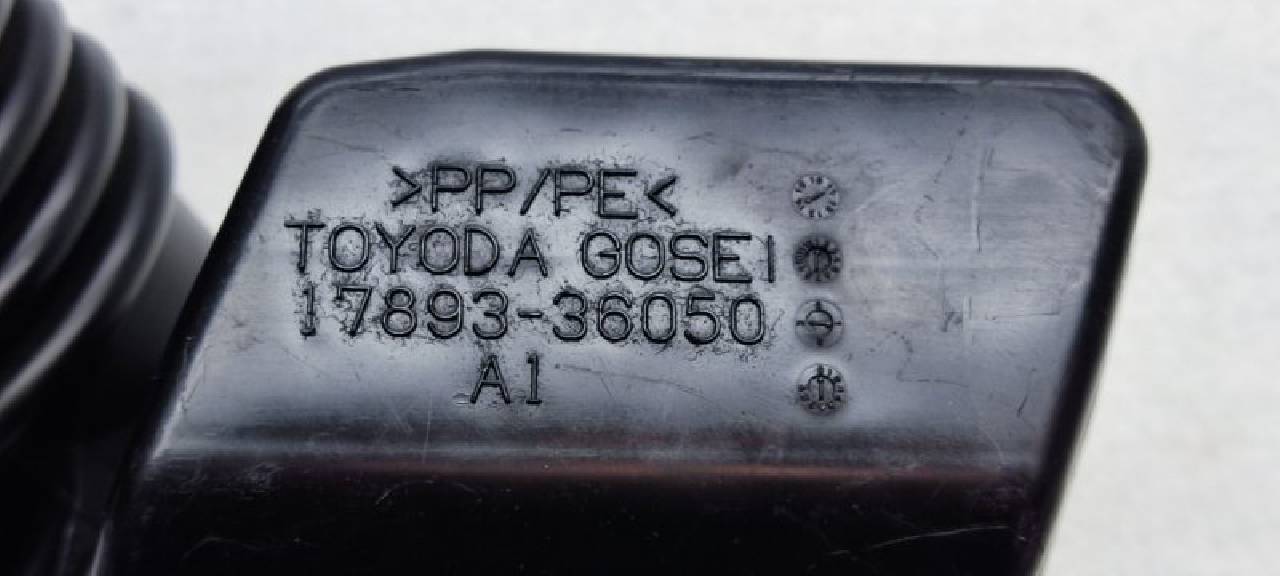 >PP/PE<
TOYODA GOSEI
17893-36050
A1